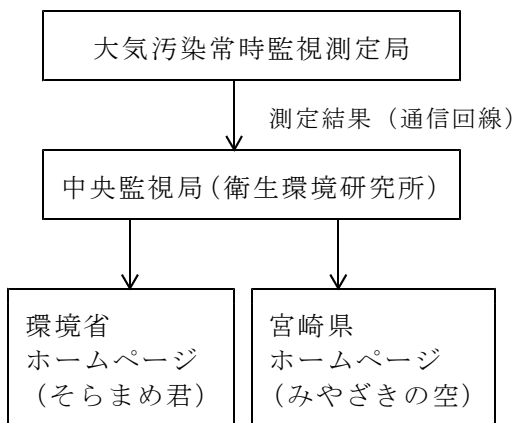 大気汚染常時監視測定局
測定結果（通信回線）
中央監視局（衛生環境研究所）
環境省
ホームページ
（そらまめ君）
宮崎県
ホームページ
（みやざきの空）